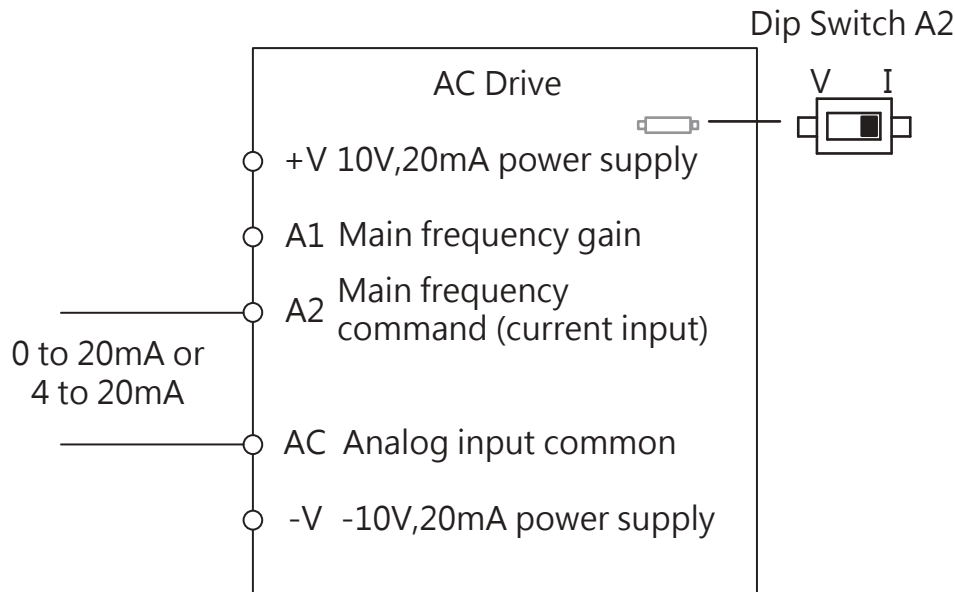 Dip Switch A2
V I
AC Drive
+V 10V,20mA power supply
A1 Main frequency gain
A2 Main frequency
command (current input)
0 to 20mA or
4 to 20mA
AC Analog input common
-V -10V,20mA power supply